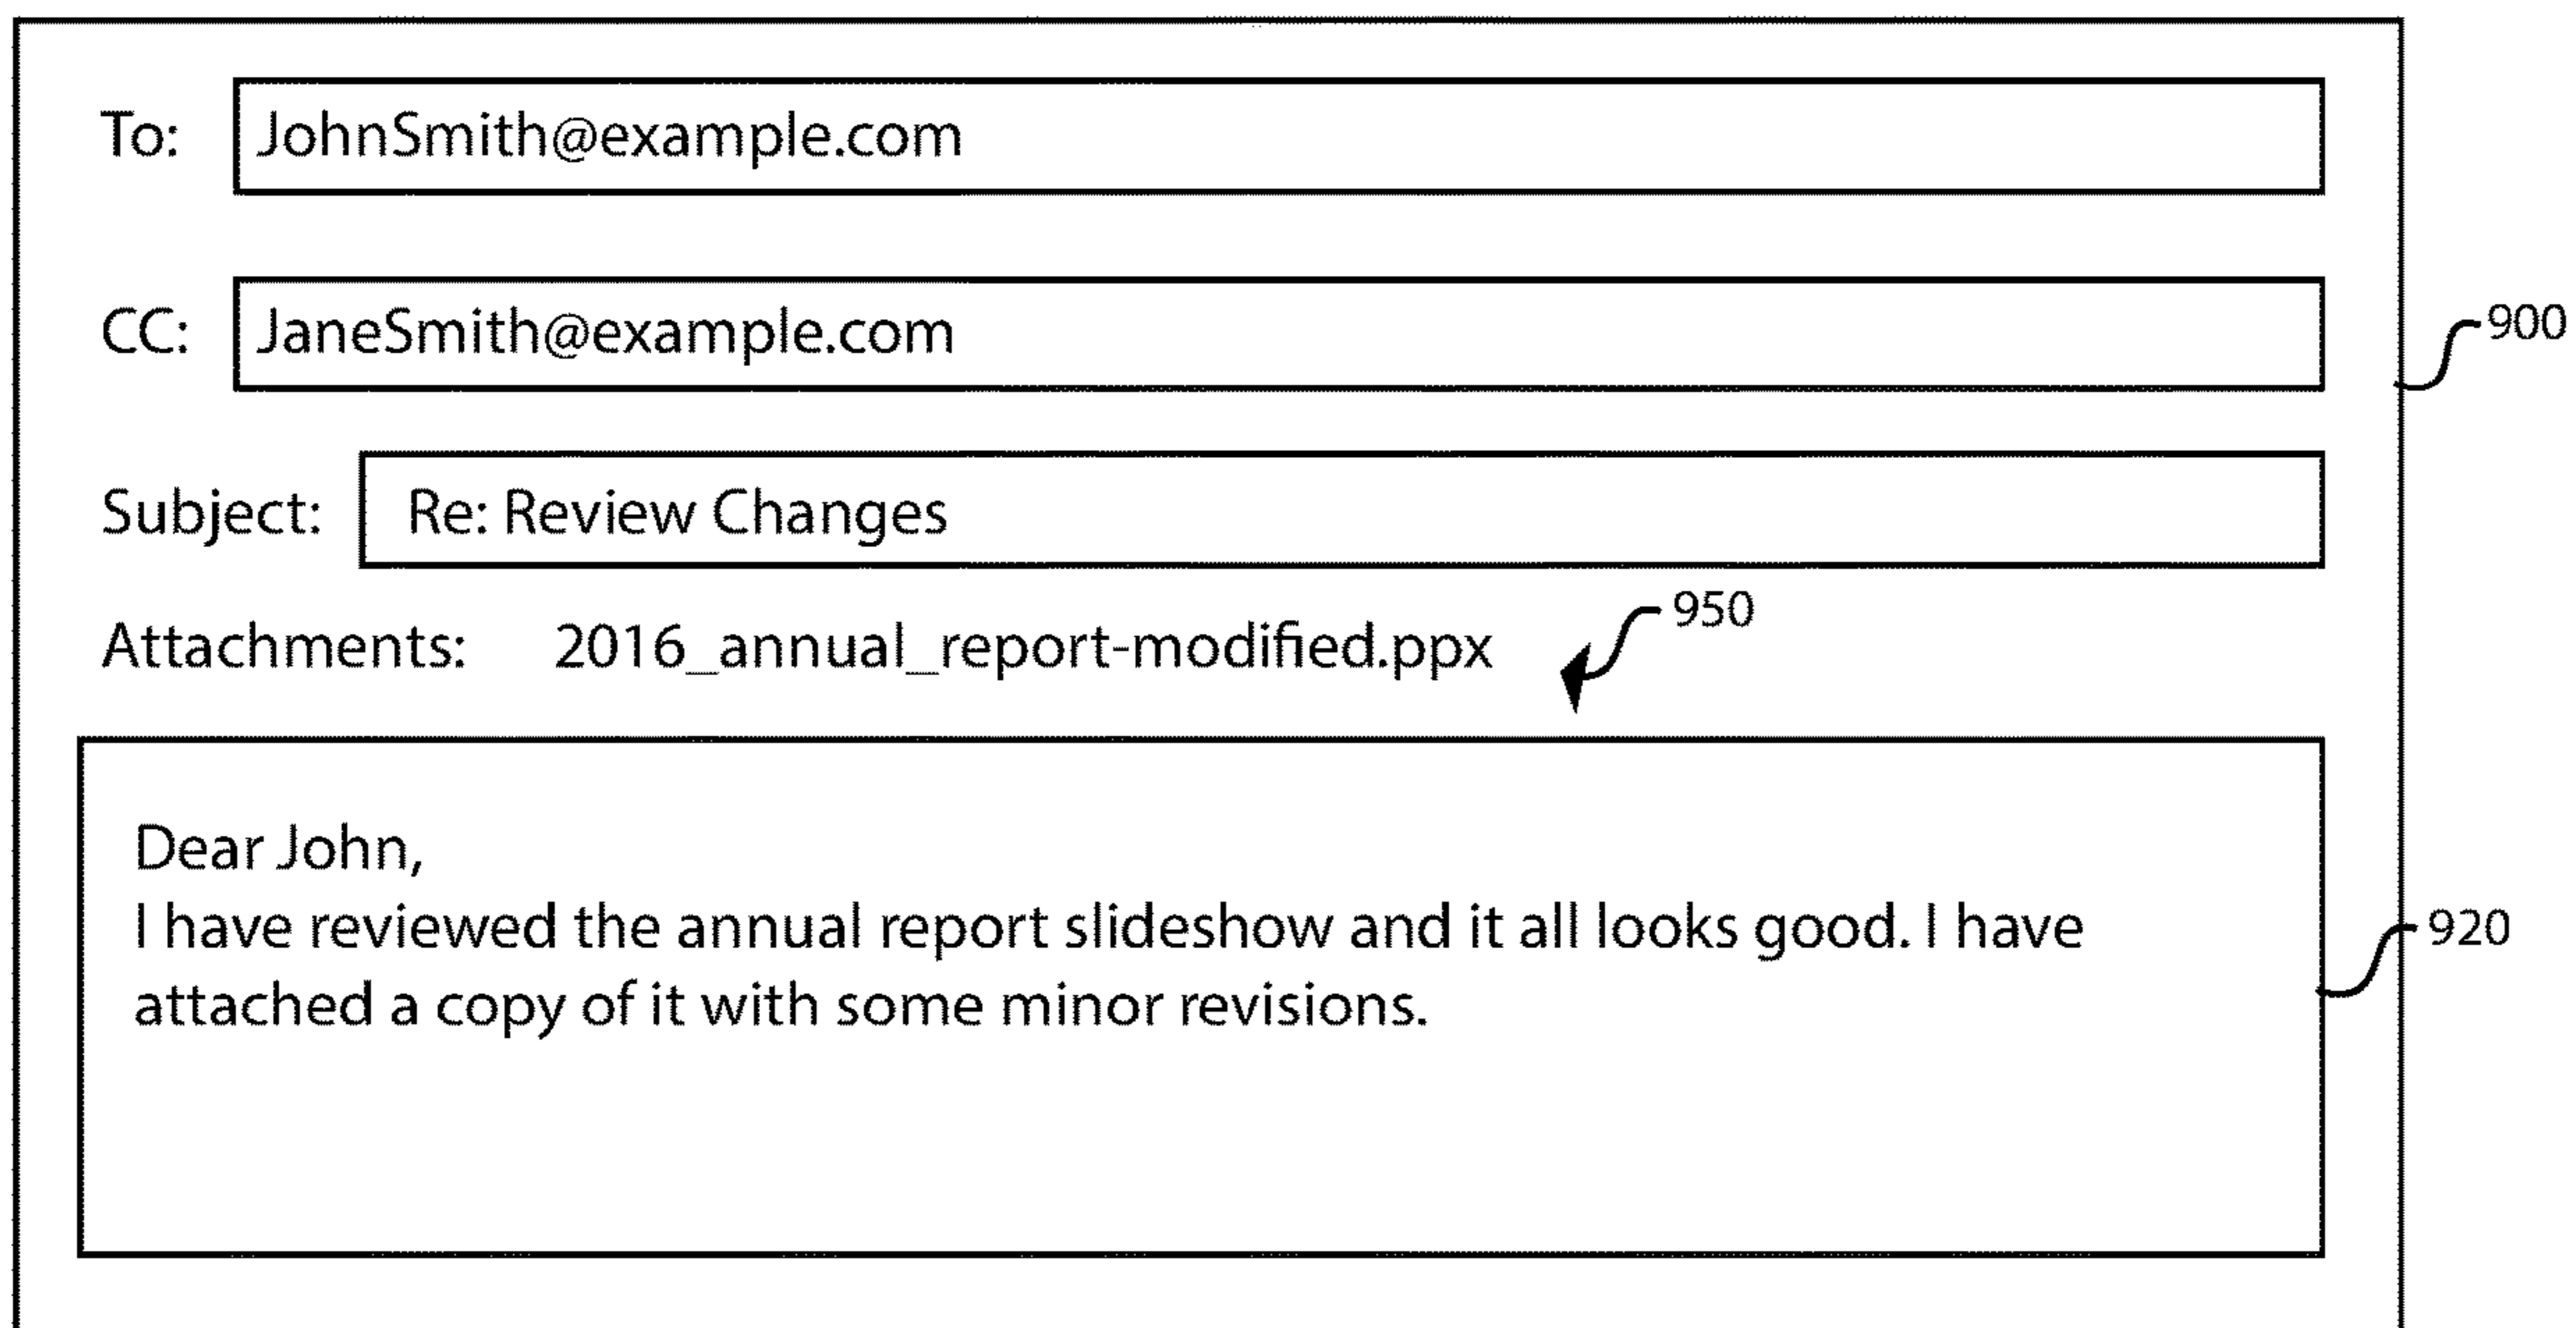 To: JohnSmith@example.com
CC: JaneSmith@example.com
900
Subject: Re: Review Changes
950
Attachments: 2016_annual_report-modified.ppx
Dear John,
I have reviewed the annual report slideshow and it all looks good. I have
920
attached a copy of it with some minor revisions.